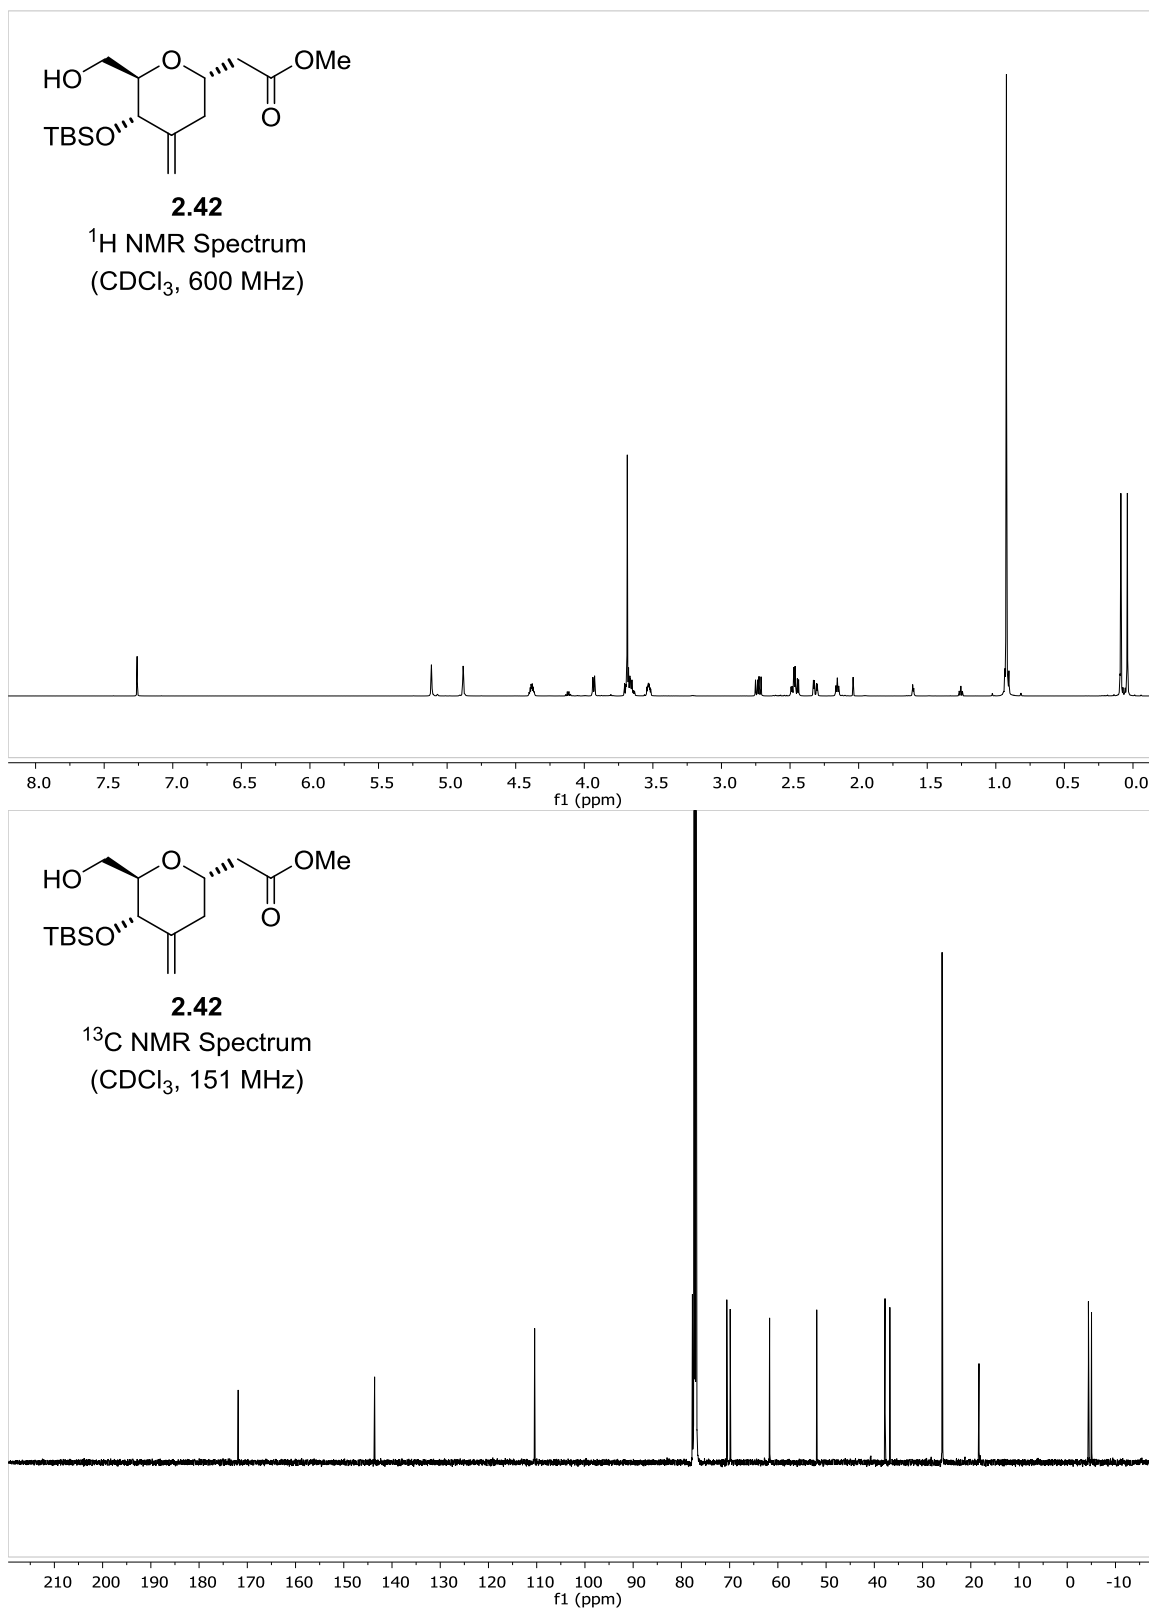 HO
O
OMe
O
TBSO
2.42
¹H NMR Spectrum
(CDCl₃, 600 MHz)
8.0 7.5 7.0 6.5 6.0 5.5 5.0 4.5 4.0 3.5 3.0 2.5 2.0 1.5 1.0 0.5 0.0
f1 (ppm)
HO
O
OMe
O
TBSO
2.42
¹³C NMR Spectrum
(CDCl₃, 151 MHz)
210 200 190 180 170 160 150 140 130 120 110 100 90 80 70 60 50 40 30 20 10 0 -10
f1 (ppm)